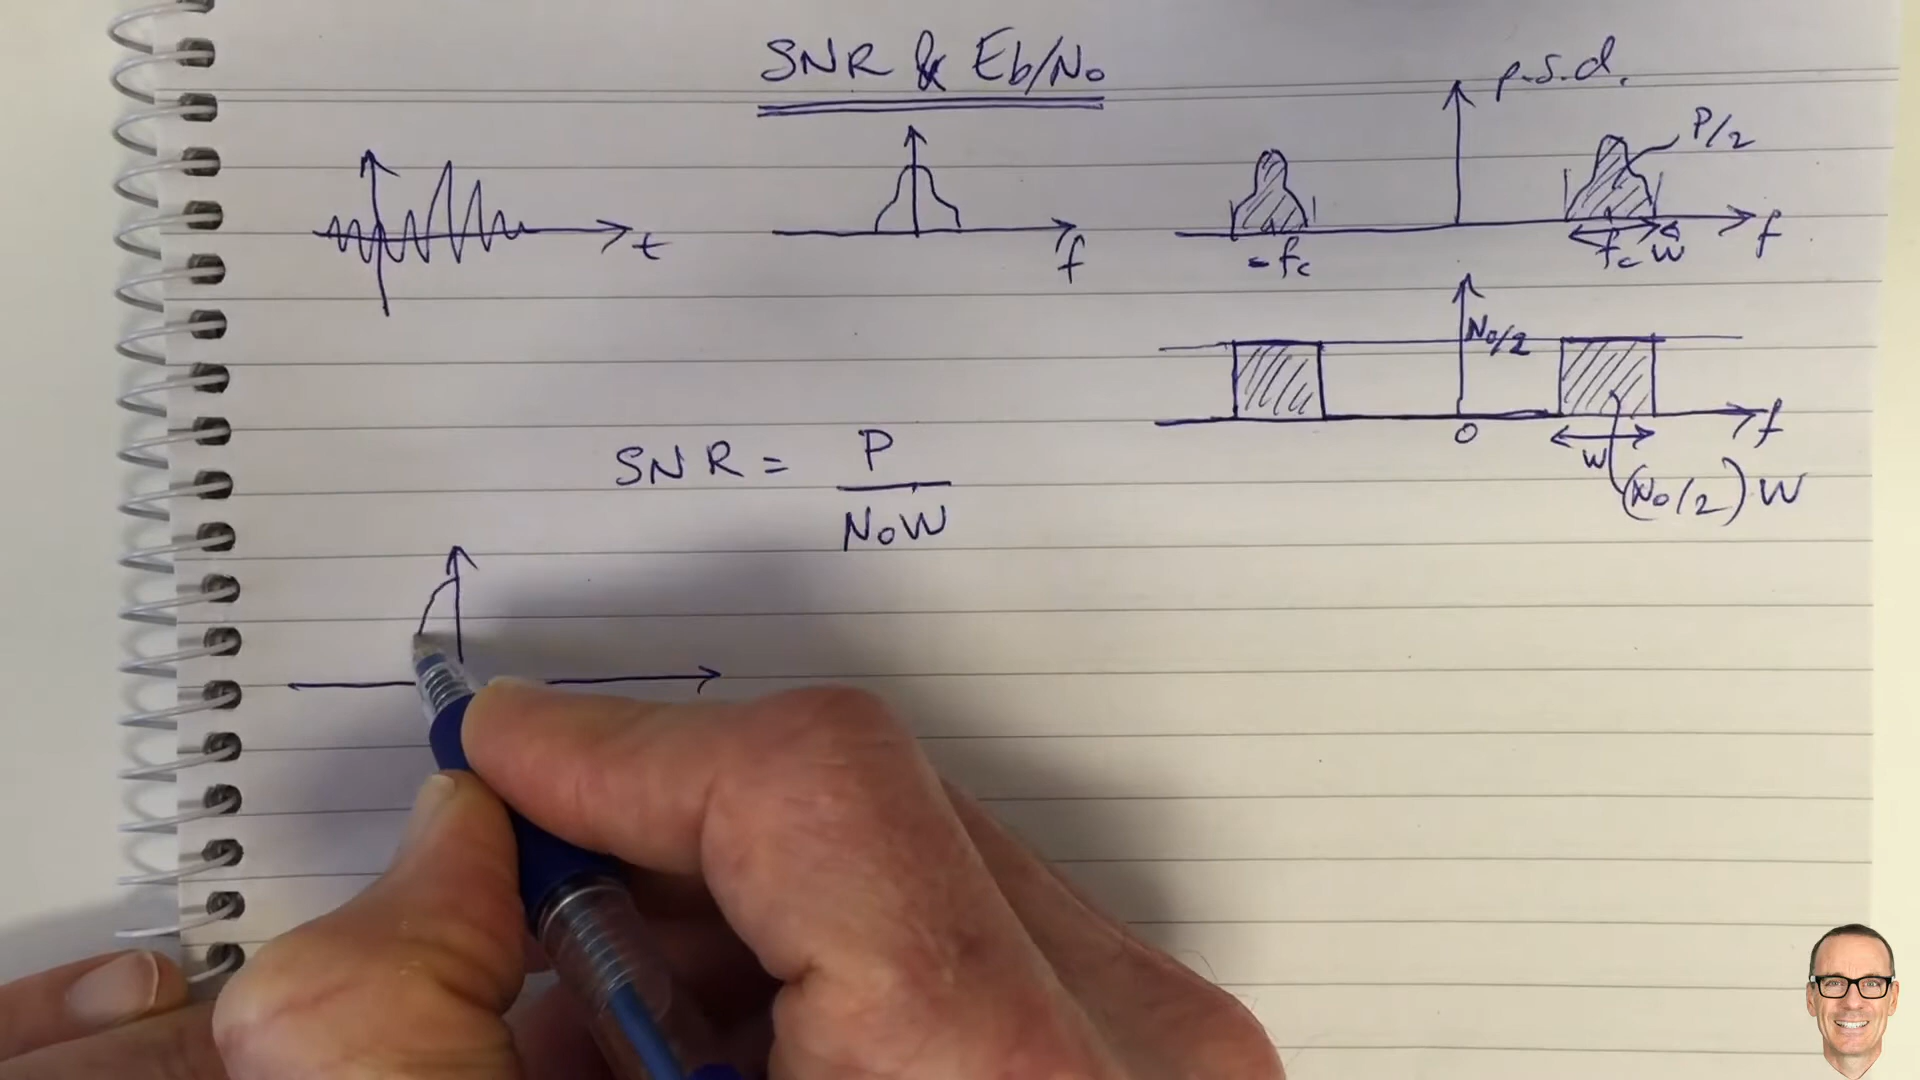 SNR & Eb/No
p.s.d.
P/2
t
f
-fc
fc
W
f
No/2
0
W
f
(No/2) W
SNR = P
NoW